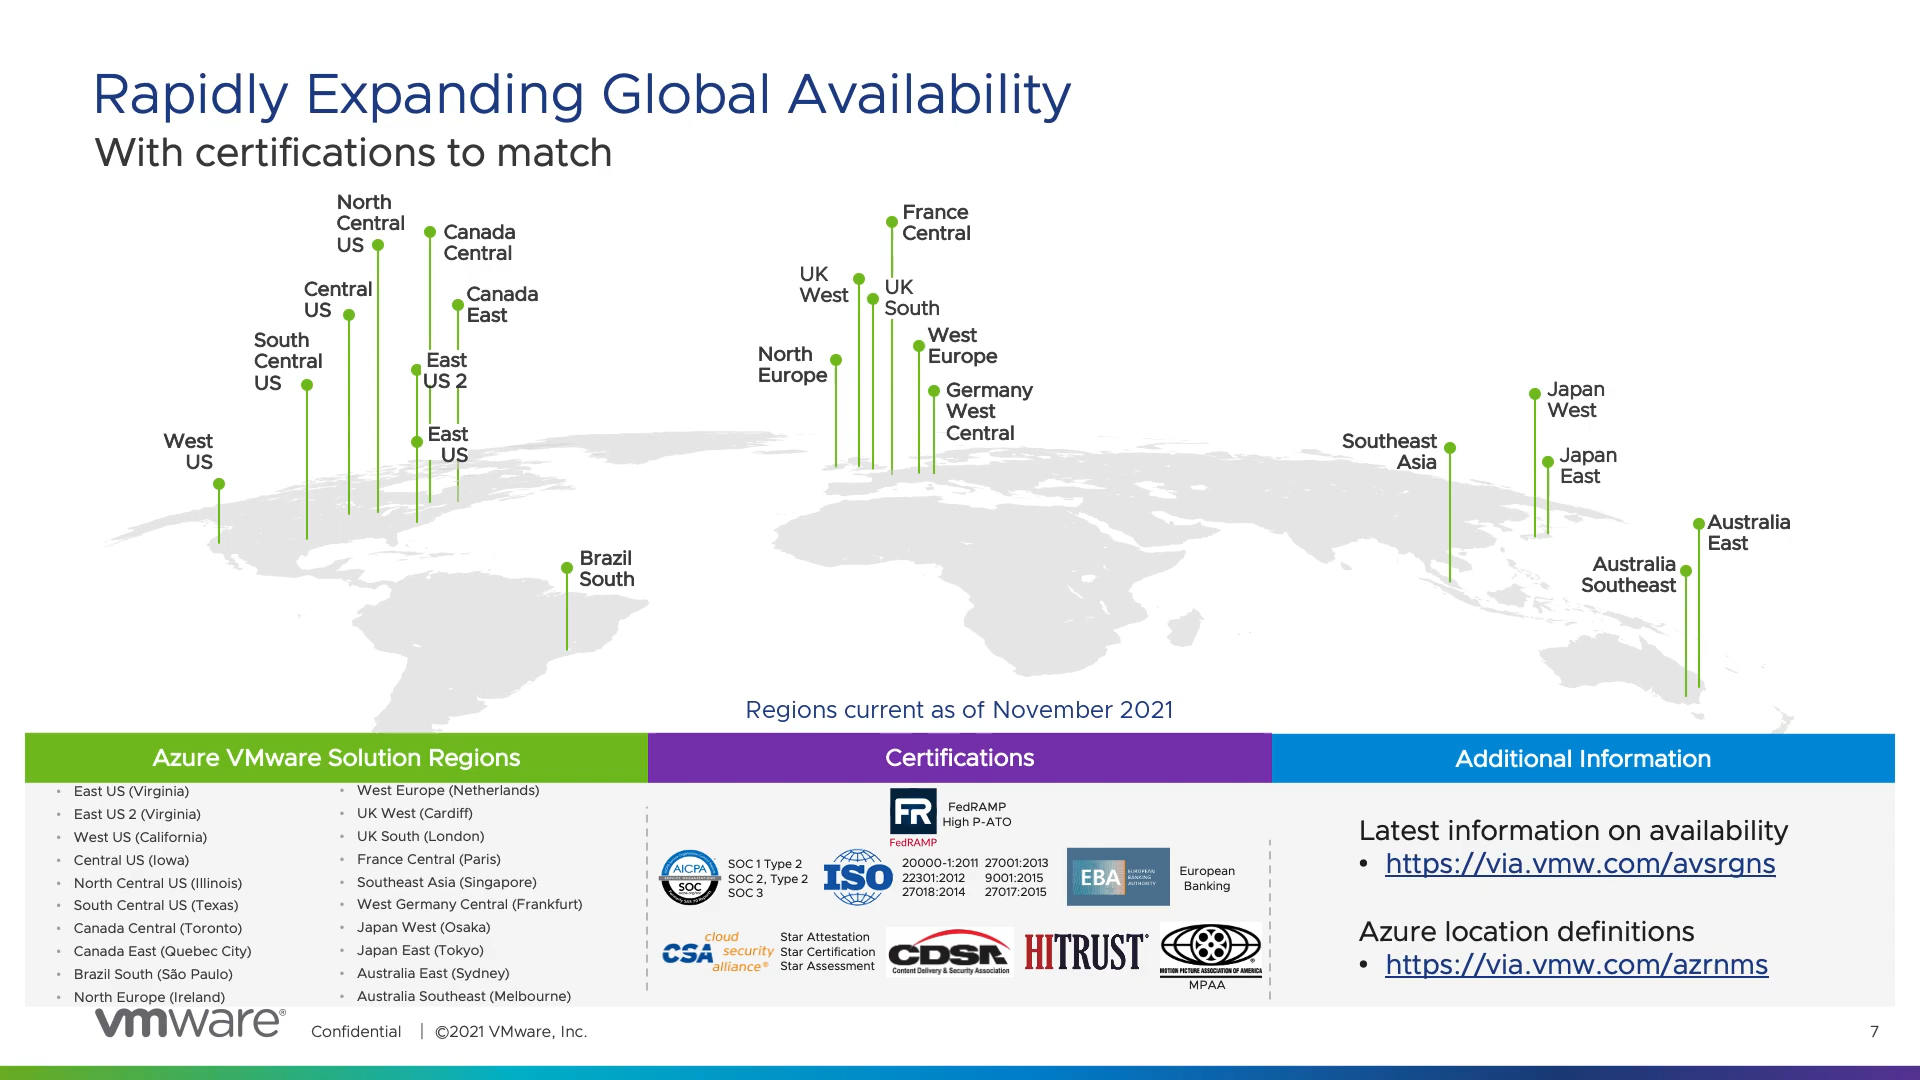 Rapidly Expanding Global Availability
With certifications to match
North
Central
US
Canada
Central
Central
US
Canada
East
South
Central
US
East
US 2
West
US
East
US
Brazil
South
France
Central
UK
West
UK
South
North
Europe
West
Europe
Germany
West
Central
Southeast
Asia
Japan
West
Japan
East
Australia
East
Australia
Southeast
Regions current as of November 2021
Azure VMware Solution Regions
• East US (Virginia)
• East US 2 (Virginia)
• West US (California)
• Central US (Iowa)
• North Central US (Illinois)
• South Central US (Texas)
• Canada Central (Toronto)
• Canada East (Quebec City)
• Brazil South (São Paulo)
• North Europe (Ireland)
• West Europe (Netherlands)
• UK West (Cardiff)
• UK South (London)
• France Central (Paris)
• Southeast Asia (Singapore)
• West Germany Central (Frankfurt)
• Japan West (Osaka)
• Japan East (Tokyo)
• Australia East (Sydney)
• Australia Southeast (Melbourne)
Certifications
FR
FedRAMP
FedRAMP
High P-ATO
AICPA
SOC
SOC 1 Type 2
SOC 2, Type 2
SOC 3
ISO
20000-1:2011 27001:2013
22301:2012 9001:2015
27018:2014 27017:2015
EBA
EUROPEAN
BANKING
AUTHORITY
European
Banking
CSA cloud
security
alliance®
Star Attestation
Star Certification
Star Assessment
CDSA
Content Delivery & Security Association
HITRUST
MOTION PICTURE ASSOCIATION OF AMERICA
MPAA
Additional Information
Latest information on availability
• https://via.vmw.com/avsrgns
Azure location definitions
• https://via.vmw.com/azrnms
vmware®
Confidential | ©2021 VMware, Inc.
7